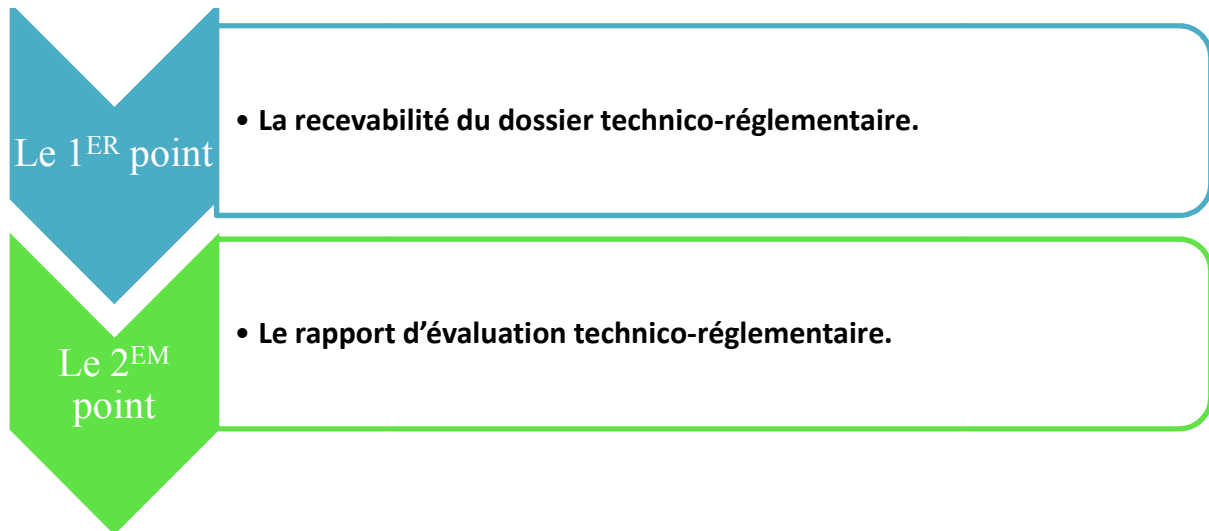 Le 1ER point
• La recevabilité du dossier technico-réglementaire.
Le 2EM
point
• Le rapport d’évaluation technico-réglementaire.